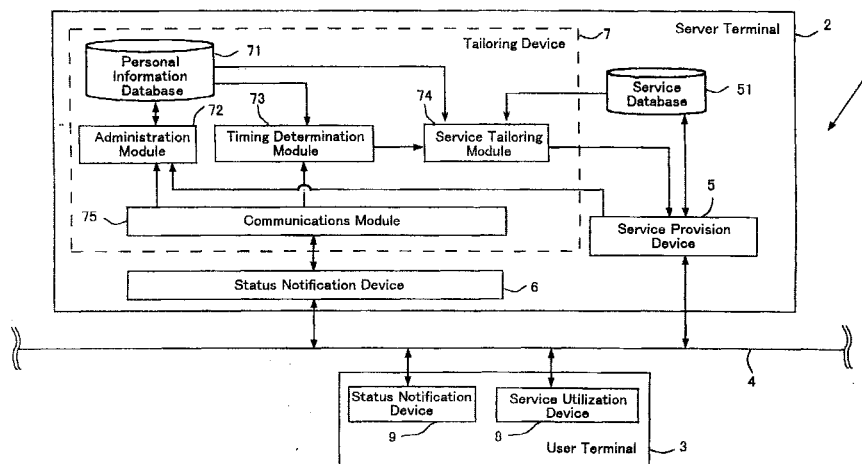 Server Terminal
2
Tailoring Device
7
Personal
Information
Database
71
Service
Database
51
72
73
74
Administration
Module
Timing Determination
Module
Service Tailoring
Module
75
Communications Module
5
Service Provision
Device
Status Notification Device
6
4
Status Notification
Device
9
Service Utilization
Device
8
User Terminal
3